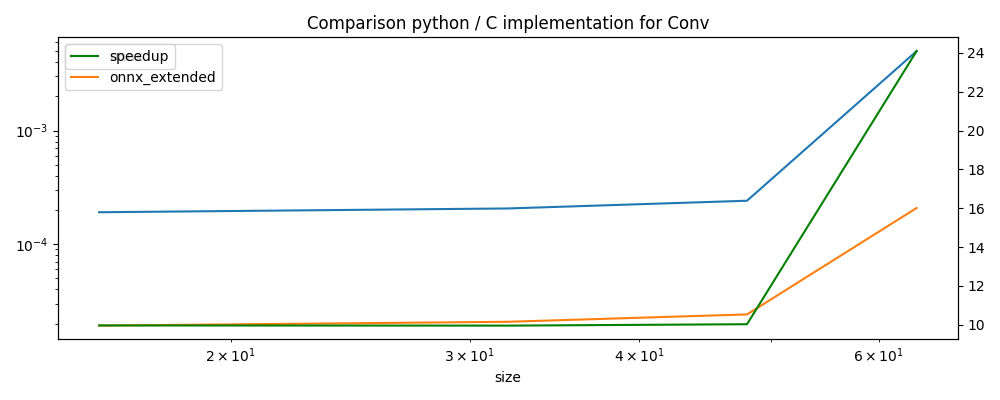 Comparison python / C implementation for Conv
speedup
onnx_extended
10⁻³
10⁻⁴
24
22
20
18
16
14
12
10
2 × 10¹
3 × 10¹
4 × 10¹
6 × 10¹
size